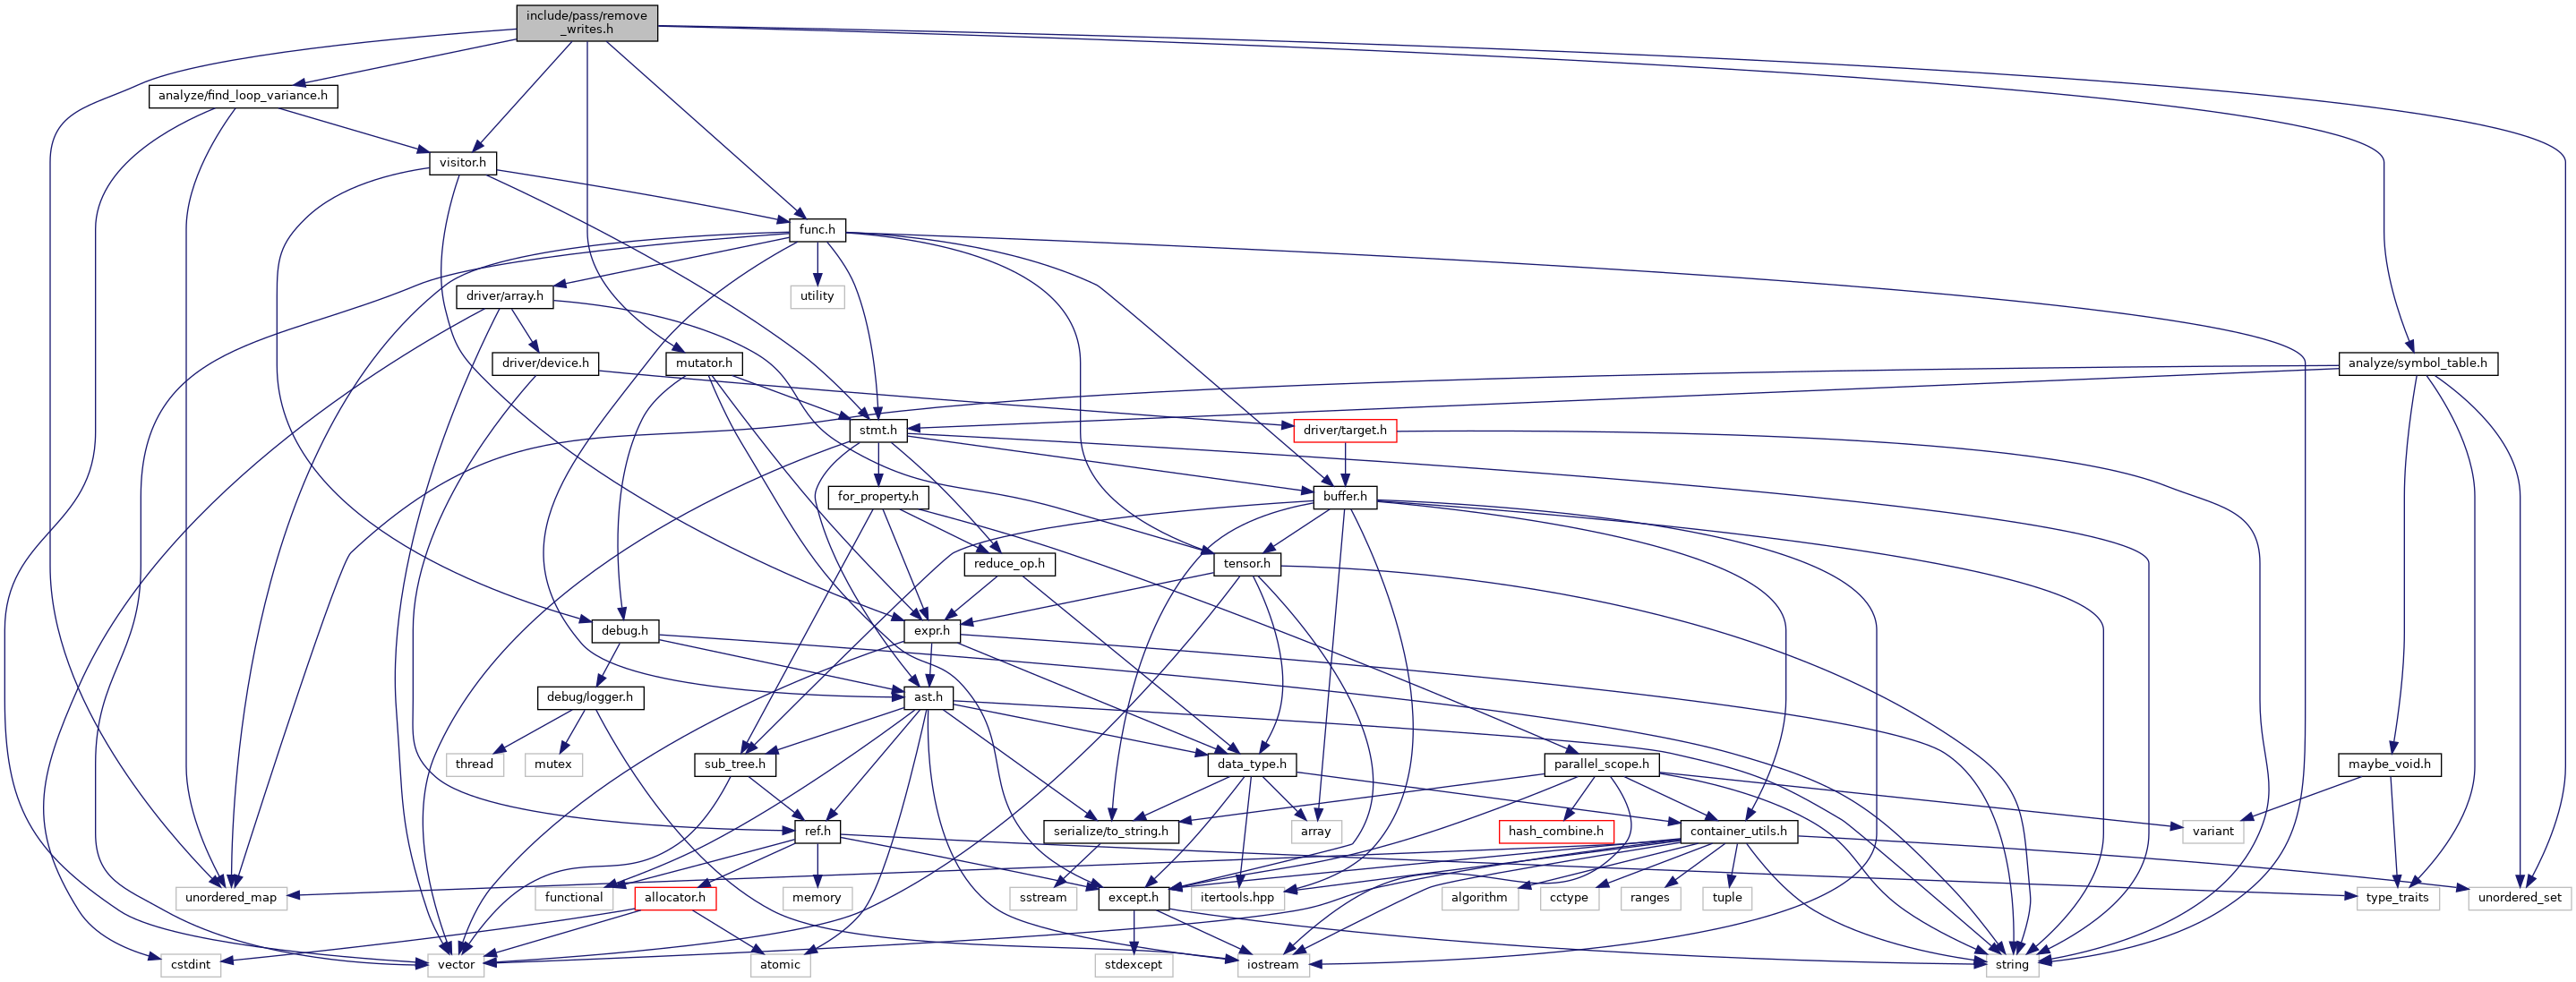 include/pass/remove
_writes.h
analyze/find_loop_variance.h
visitor.h
func.h
driver/array.h
utility
driver/device.h
mutator.h
analyze/symbol_table.h
stmt.h
driver/target.h
for_property.h
buffer.h
reduce_op.h
tensor.h
debug.h
expr.h
debug/logger.h
ast.h
thread
mutex
sub_tree.h
data_type.h
parallel_scope.h
maybe_void.h
ref.h
serialize/to_string.h
array
hash_combine.h
container_utils.h
variant
unordered_map
functional
allocator.h
memory
sstream
except.h
itertools.hpp
algorithm
cctype
ranges
tuple
type_traits
unordered_set
cstdint
vector
atomic
stdexcept
iostream
string